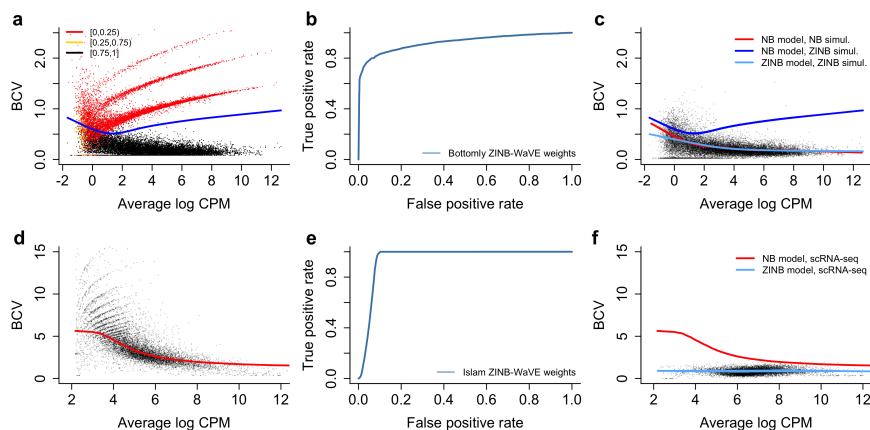 a
[0,0.25)
[0.25,0.75)
[0.75,1]
BCV
2.0
1.0
0.0
-2 0 2 4 6 8 10 12
Average log CPM
b
True positive rate
0.8
0.4
0.0
Bottomly ZINB-WaVE weights
0.0 0.2 0.4 0.6 0.8 1.0
False positive rate
c
NB model, NB simul.
NB model, ZINB simul.
ZINB model, ZINB simul.
BCV
2.0
1.0
0.0
-2 0 2 4 6 8 10 12
Average log CPM
d
BCV
15
10
5
0
2 4 6 8 10 12
Average log CPM
e
True positive rate
0.8
0.4
0.0
Islam ZINB-WaVE weights
0.0 0.2 0.4 0.6 0.8 1.0
False positive rate
f
NB model, scRNA-seq
ZINB model, scRNA-seq
BCV
15
10
5
0
2 4 6 8 10 12
Average log CPM